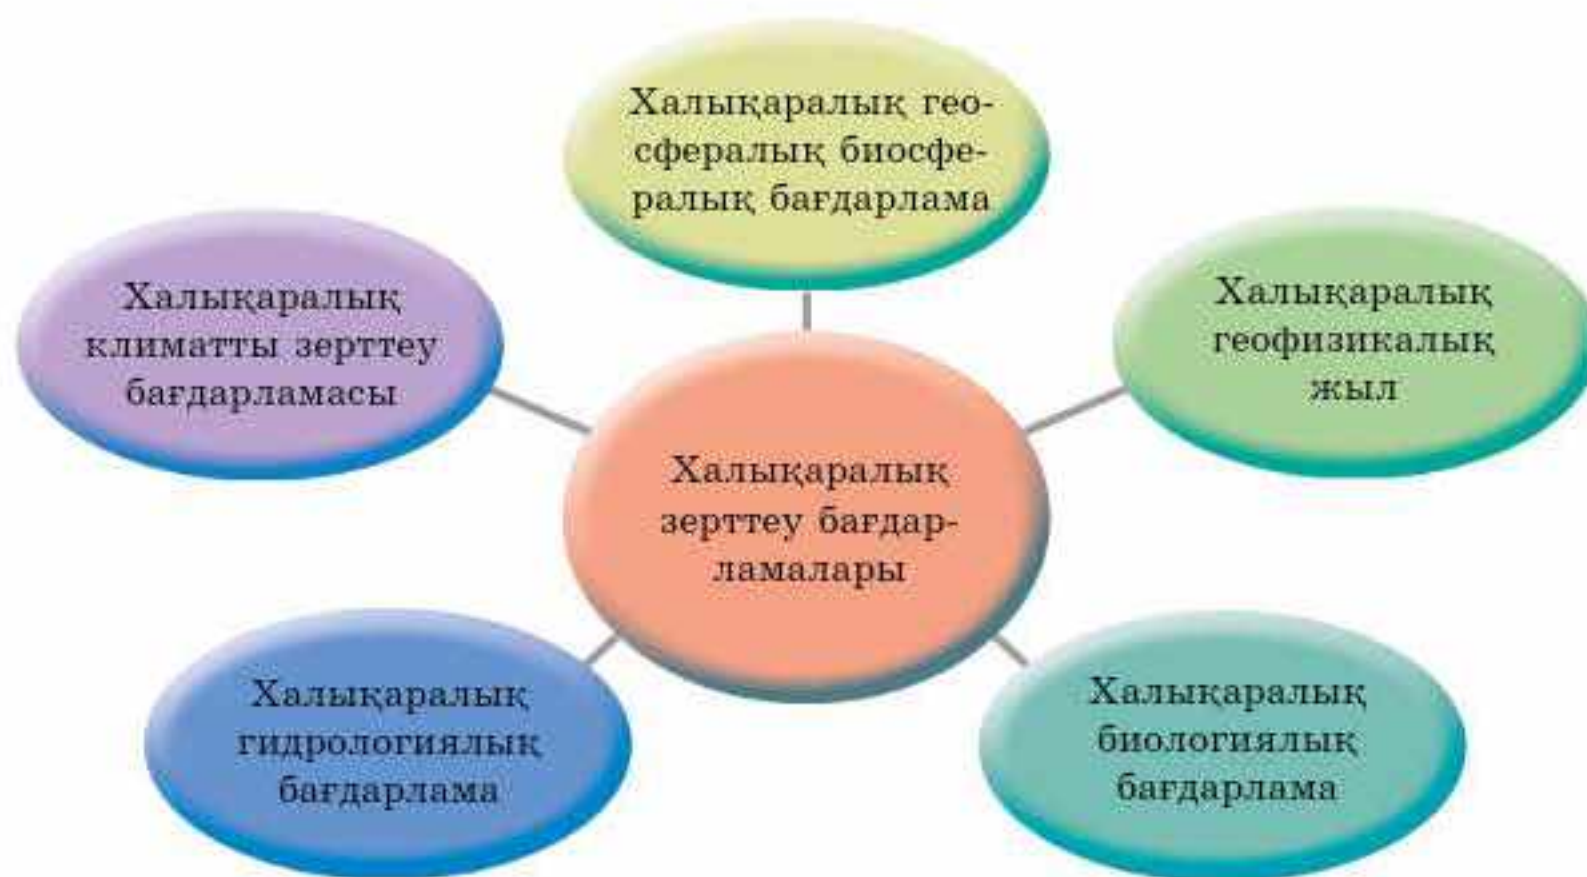 Халықаралық гео-
сфералық биосфе-
ралық бағдарлама
Халықаралық
климатты зерттеу
бағдарламасы
Халықаралық
геофизикалық
жыл
Халықаралық
зерттеу бағдар-
ламалары
Халықаралық
гидрологиялық
бағдарлама
Халықаралық
биологиялық
бағдарлама